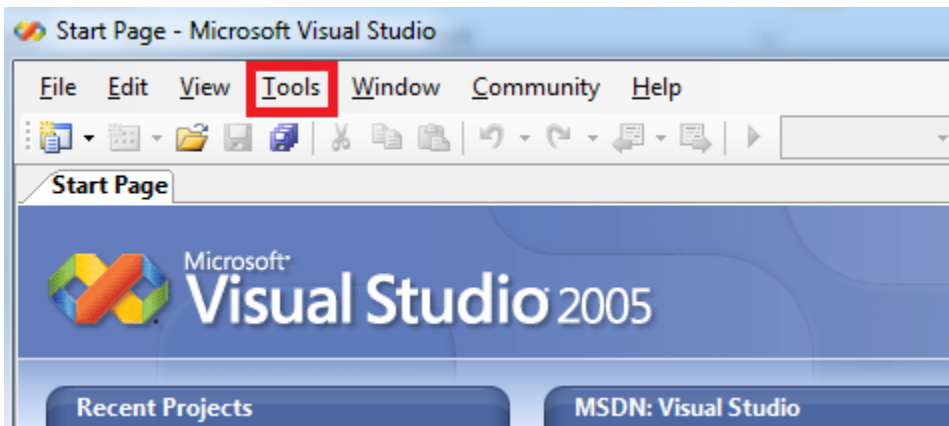 Start Page - Microsoft Visual Studio
File Edit View Tools Window Community Help
Start Page
Microsoft
Visual Studio 2005
Recent Projects MSDN: Visual Studio